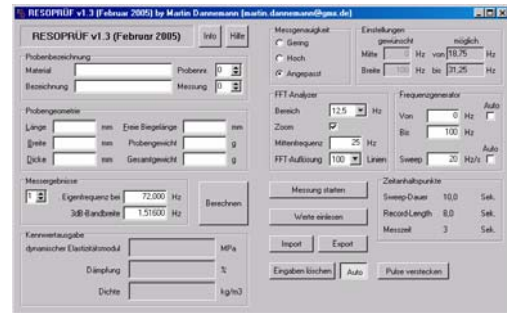 RESOPRÜF v1.3 (Februar 2005) by Martin Dannemann (martin.dannemann@gmx.de)
RESOPRÜF v1.3 (Februar 2005)
Info
Hilfe
Probenbezeichnung
Material
Probennr.
0
Bezeichnung
Messung
0
Probengeometrie
Länge
mm
Freie Biegelänge
mm
Breite
mm
Probengewicht
g
Dicke
mm
Gesamtgewicht
g
Messergebnisse
1
Eigenfrequenz bei
72,000
Hz
3dB-Bandbreite
1,51600
Hz
Berechnen
Kennwertausgabe
dynamischer Elastizitätsmodul
MPa
Dämpfung
%
Dichte
kg/m3
Messgenauigkeit
Gering
Hoch
Angepasst
Einstellungen
gewünscht
möglich
Mitte
Hz
von
18,75
Hz
Breite
100
Hz
bis
31,25
Hz
FFT-Analyzer
Bereich
12,5
Hz
Zoom
Mittenfrequenz
25
Hz
FFT-Auflösung
100
Linien
Frequenzgenerator
Auto
Von
0
Hz
Bis
100
Hz
Auto
Sweep
20
Hz/s
Messung starten
Werte einlesen
Import
Export
Eingaben löschen
Auto
Pulse verstecken
Zeitanhaltspunkte
Sweep-Dauer
10,0
Sek.
Record-Length
8,0
Sek.
Messzeit
3
Sek.